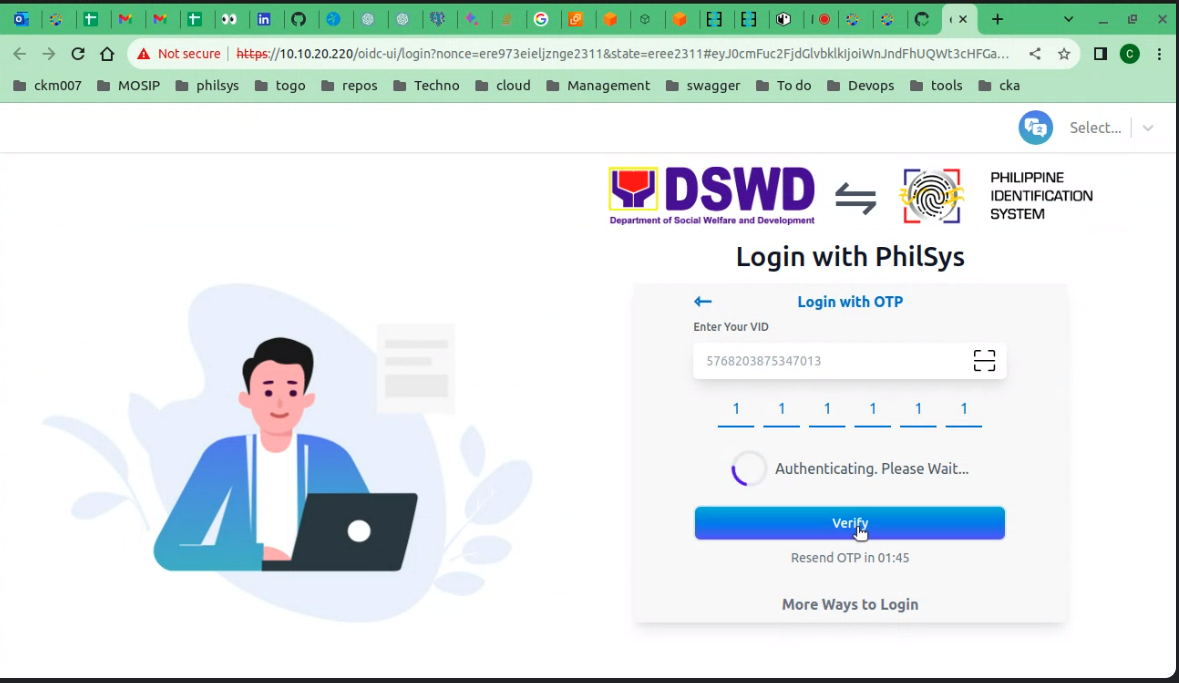 Not secure
https://10.10.20.220/oidc-ui/login?nonce=ere973eieljznge2311&state=eree2311#eyJ0cmFuc2FjdGlvbklkIjoiWnJndFhUQWt3cHFGa...
C
ckm007 MOSIP philsys togo repos Techno cloud Management swagger To do Devops tools cka
Select...
DSWD
Department of Social Welfare and Development
PHILIPPINE
IDENTIFICATION
SYSTEM
Login with PhilSys
Login with OTP
Enter Your VID
5768203875347013
1 1 1 1 1 1
Authenticating. Please Wait...
Verify
Resend OTP in 01:45
More Ways to Login